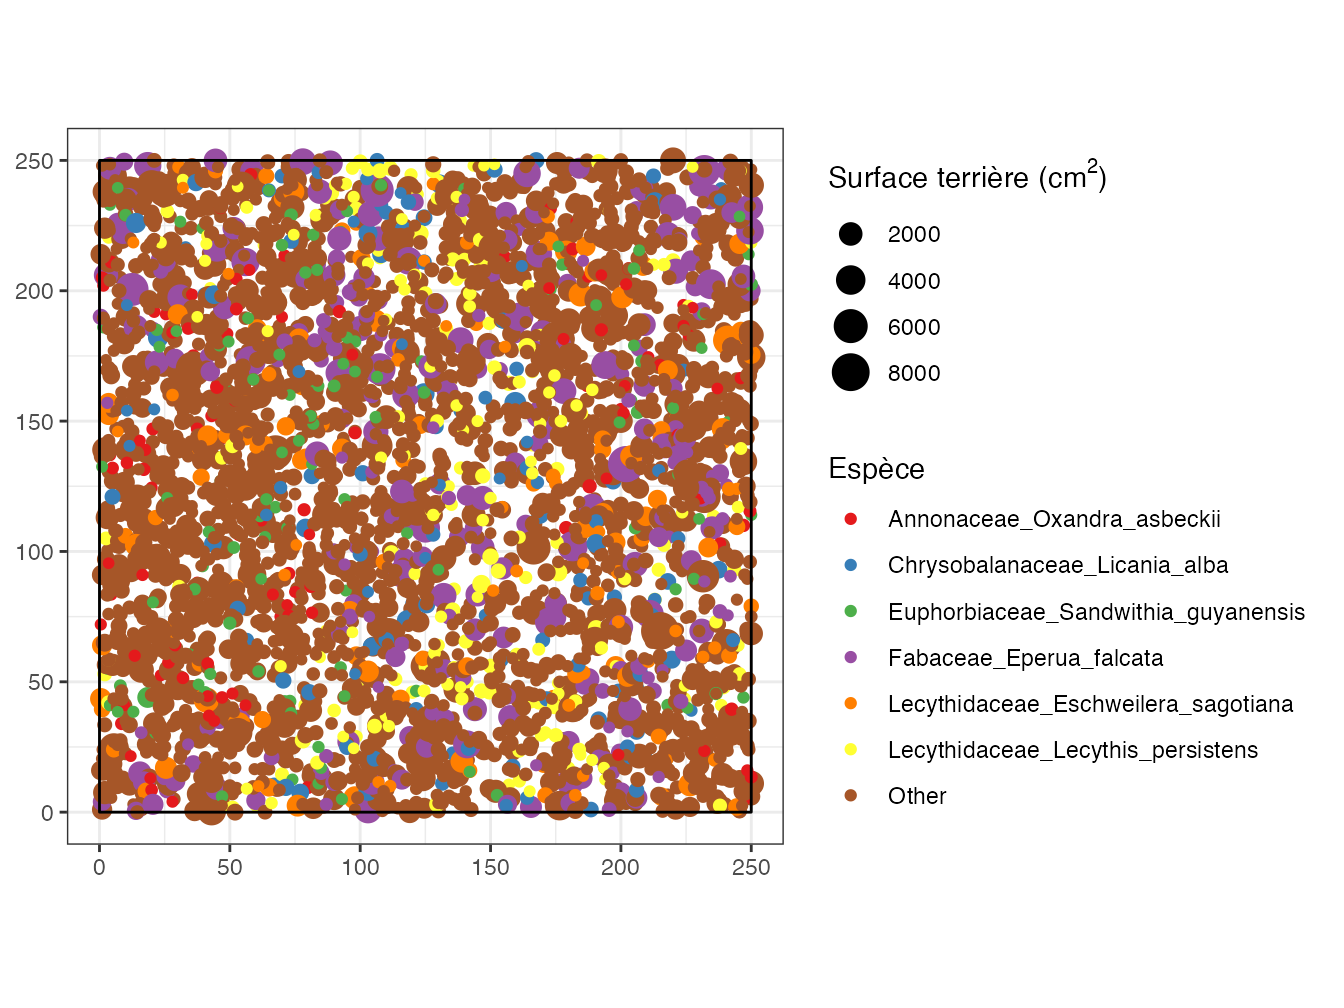 250
200
150
100
50
0
0 50 100 150 200 250
Surface terrière (cm²)
2000
4000
6000
8000
Espèce
Annonaceae_Oxandra_asbeckii
Chrysobalanaceae_Licania_alba
Euphorbiaceae_Sandwithia_guyanensis
Fabaceae_Eperua_falcata
Lecythidaceae_Eschweilera_sagotiana
Lecythidaceae_Lecythis_persistens
Other